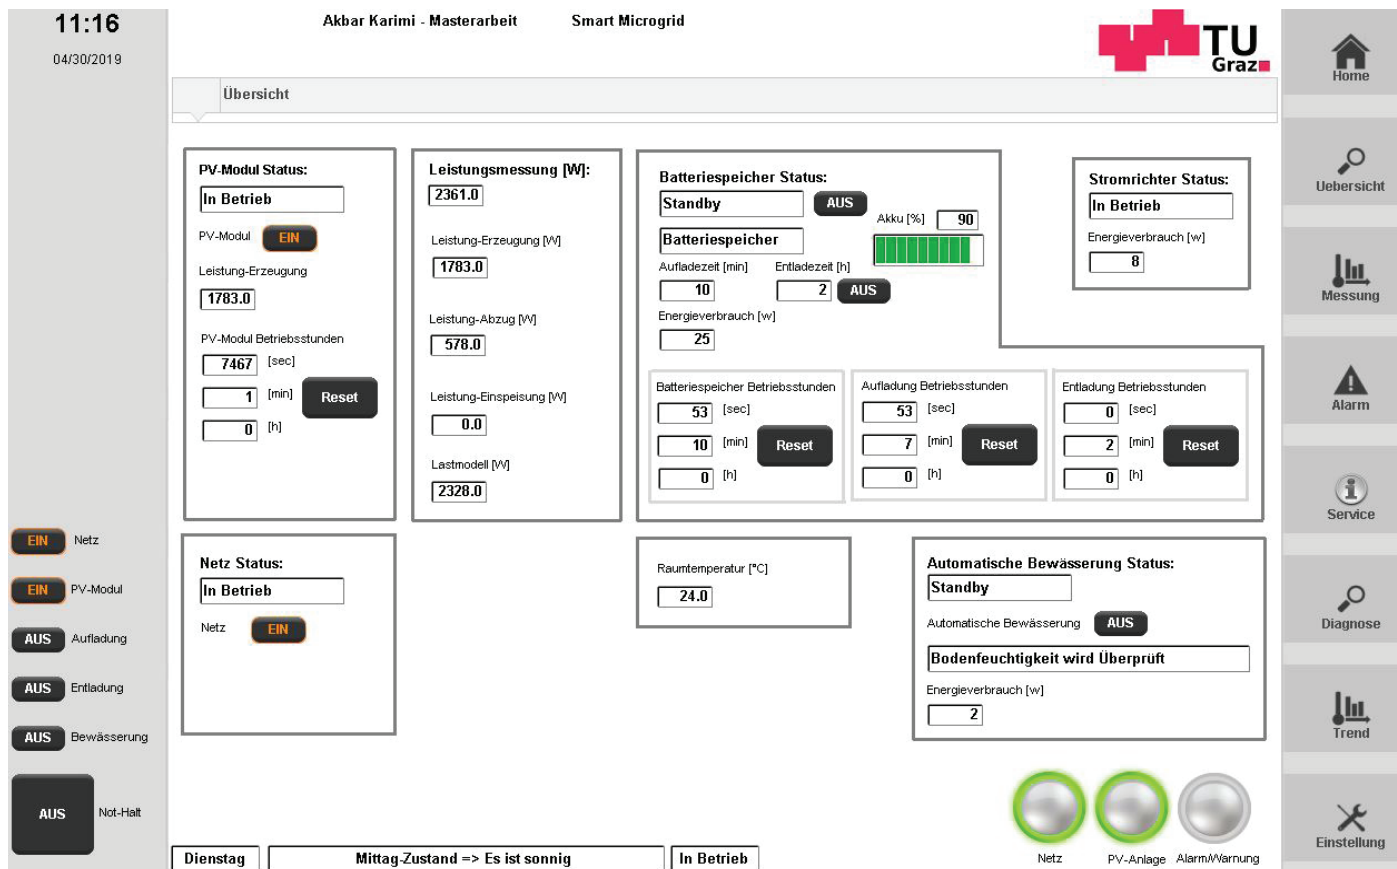 11:16
04/30/2019
Akbar Karimi - Masterarbeit Smart Microgrid
TU
Graz
Übersicht
PV-Modul Status:
In Betrieb
PV-Modul EIN
Leistung-Erzeugung
1783.0
PV-Modul Betriebsstunden
7467 [sec]
1 [min] Reset
0 [h]
Leistungsmessung [W]:
2361.0
Leistung-Erzeugung [W]
1783.0
Leistung-Abzug [W]
578.0
Leistung-Einspeisung [W]
0.0
Lastmodell [W]
2328.0
Batteriespeicher Status:
Standby AUS
Akku [%] 90
Batteriespeicher
Aufladezeit [min] Entladezeit [h]
10 2 AUS
Energieverbrauch [w]
25
Batteriespeicher Betriebsstunden
53 [sec]
10 [min] Reset
0 [h]
Aufladung Betriebsstunden
53 [sec]
7 [min] Reset
0 [h]
Entladung Betriebsstunden
0 [sec]
2 [min] Reset
0 [h]
Stromrichter Status:
In Betrieb
Energieverbrauch [w]
8
Netz Status:
In Betrieb
Netz EIN
Raumtemperatur [°C]
24.0
Automatische Bewässerung Status:
Standby
Automatische Bewässerung AUS
Bodenfeuchtigkeit wird Überprüft
Energieverbrauch [w]
2
EIN Netz
EIN PV-Modul
AUS Aufladung
AUS Entladung
AUS Bewässerung
AUS Not-Halt
Dienstag Mittag-Zustand => Es ist sonnig In Betrieb
Netz PV-Anlage Alarm/Warnung
Home
Uebersicht
Messung
Alarm
Service
Diagnose
Trend
Einstellung